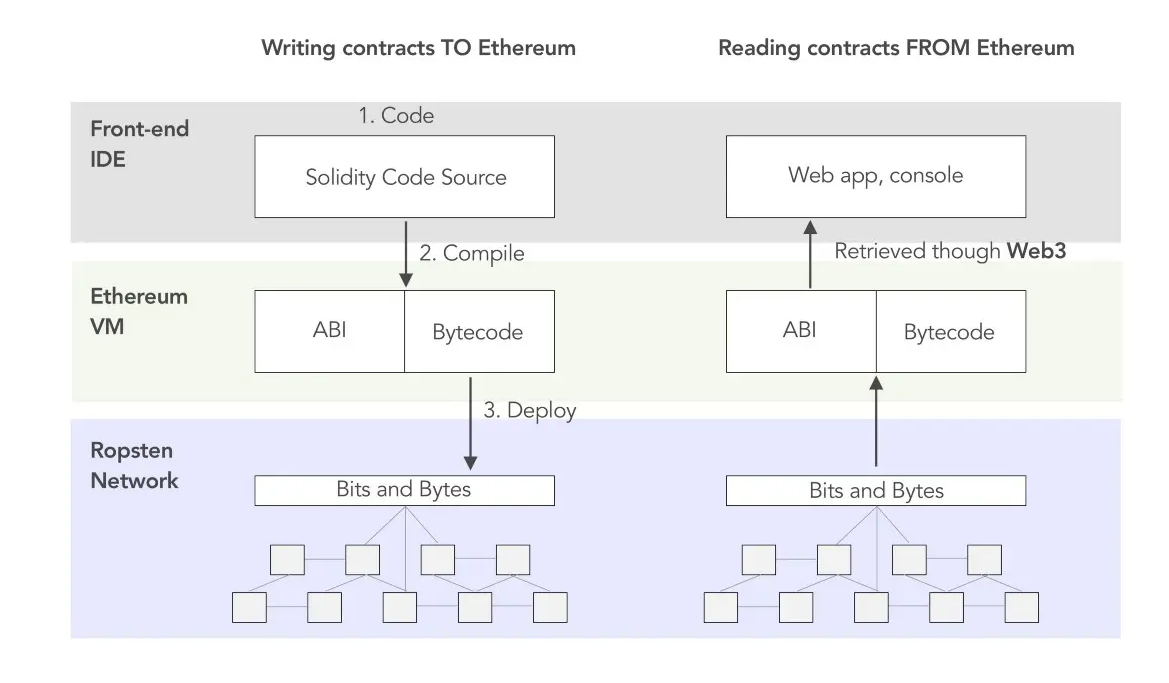 Writing contracts TO Ethereum
Reading contracts FROM Ethereum
Front-end
IDE
1. Code
Solidity Code Source
Web app, console
2. Compile
Retrieved though Web3
Ethereum
VM
ABI
Bytecode
ABI
Bytecode
3. Deploy
Ropsten
Network
Bits and Bytes
Bits and Bytes